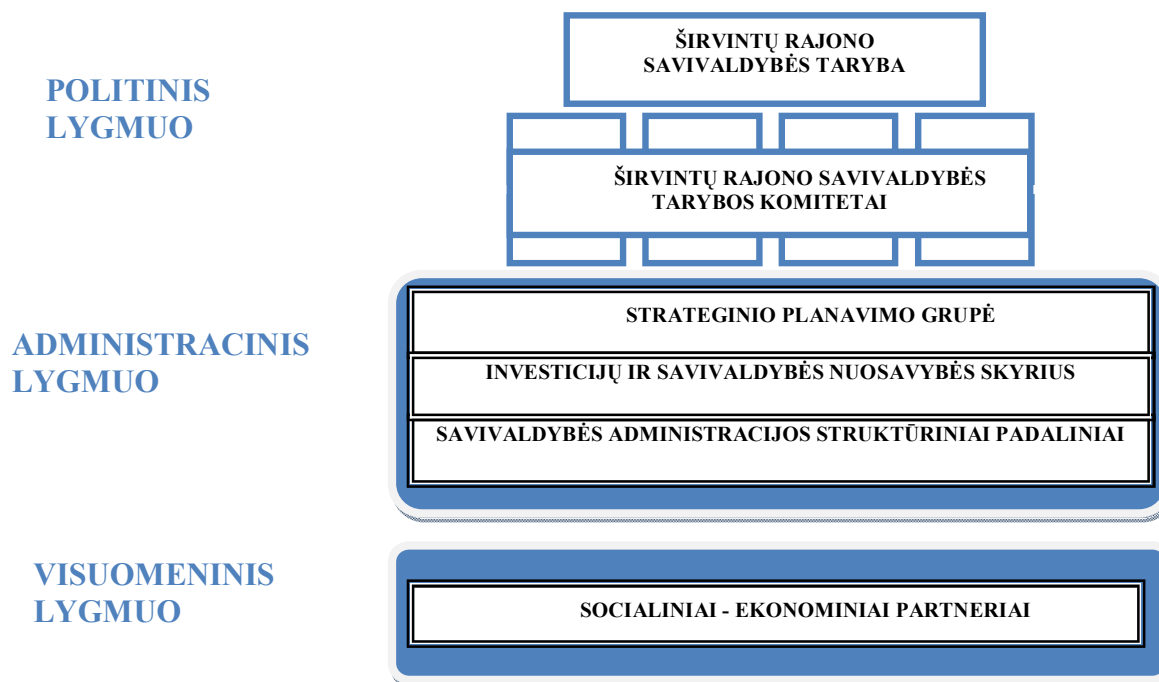 POLITINIS
LYGMUO
ŠIRVINTŲ RAJONO
SAVIVALDYBĖS TARYBA
ŠIRVINTŲ RAJONO SAVIVALDYBĖS
TARYBOS KOMITETAI
ADMINISTRACINIS
LYGMUO
STRATEGINIO PLANAVIMO GRUPĖ
INVESTICIJŲ IR SAVIVALDYBĖS NUOSAVYBĖS SKYRIUS
SAVIVALDYBĖS ADMINISTRACIJOS STRUKTŪRINIAI PADALINIAI
VISUOMENINIS
LYGMUO
SOCIALINIAI - EKONOMINIAI PARTNERIAI